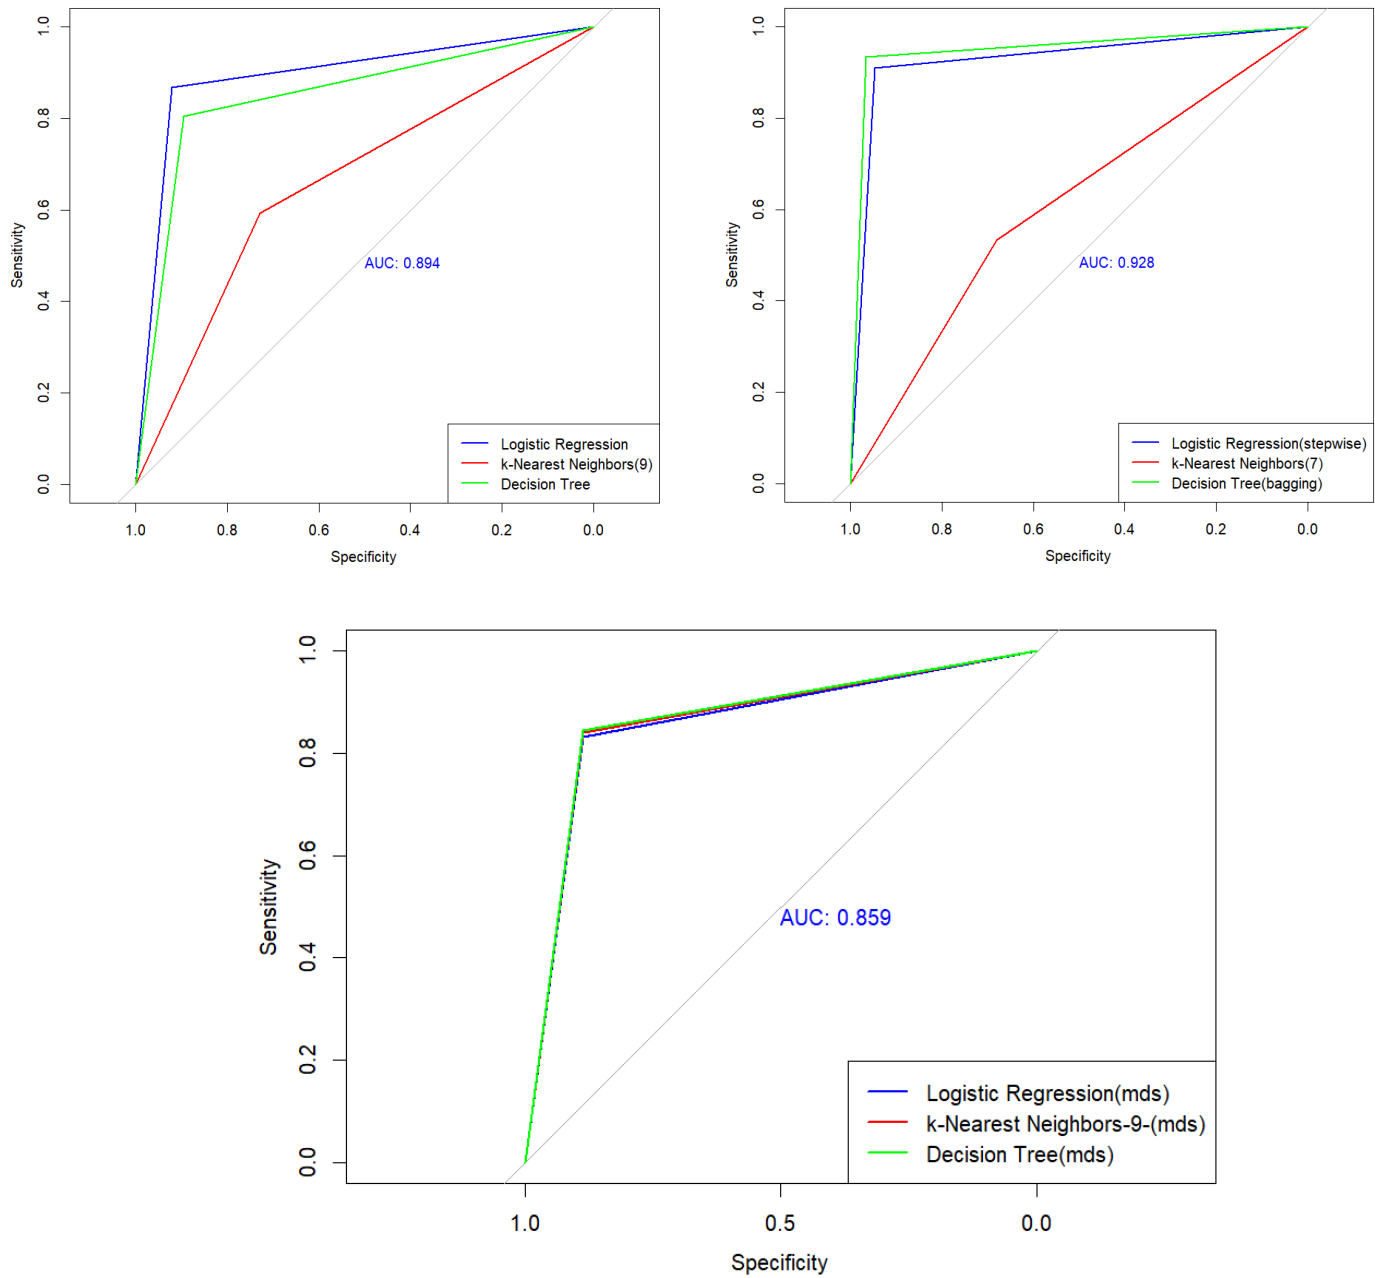 1.0
0.8
0.6
0.4
0.2
0.0
Sensitivity
AUC: 0.894
Logistic Regression
k-Nearest Neighbors(9)
Decision Tree
1.0 0.8 0.6 0.4 0.2 0.0
Specificity
1.0
0.8
0.6
0.4
0.2
0.0
Sensitivity
AUC: 0.928
Logistic Regression(stepwise)
k-Nearest Neighbors(7)
Decision Tree(bagging)
1.0 0.8 0.6 0.4 0.2 0.0
Specificity
1.0
0.8
0.6
0.4
0.2
0.0
Sensitivity
AUC: 0.859
Logistic Regression(mds)
k-Nearest Neighbors-9-(mds)
Decision Tree(mds)
1.0 0.5 0.0
Specificity